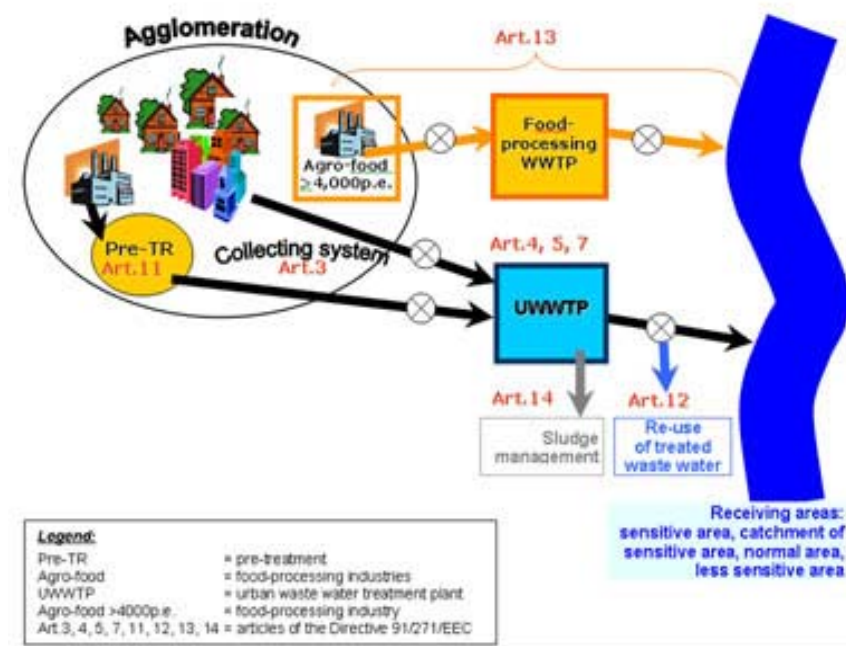 Agglomeration
Art.13
Agro-food
>4,000p.e.
Food-
processing
WWTP
Pre-TR
Art.11
Collecting system
Art.3
Art.4, 5, 7
UWWTP
Art.14
Sludge
management
Art.12
Re-use
of treated
waste water
Receiving areas:
sensitive area, catchment of
sensitive area, normal area,
less sensitive area
Legend:
Pre-TR = pre-treatment
Agro-food = food-processing industries
UWWTP = urban waste water treatment plant
Agro-food >4000p.e. = food-processing industry
Art.3, 4, 5, 7, 11, 12, 13, 14 = articles of the Directive 91/271/EEC